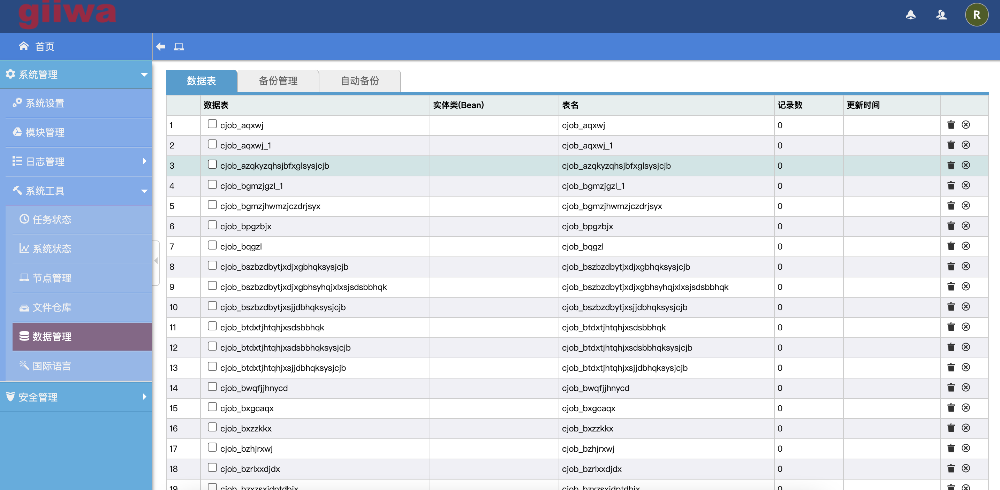 giiwa
R
首页
系统管理
系统设置
模块管理
日志管理
系统工具
任务状态
系统状态
节点管理
文件仓库
数据管理
国际语言
安全管理
数据表 备份管理 自动备份
数据表 实体类(Bean) 表名 记录数 更新时间
1 cjob_aqxwj cjob_aqxwj 0
2 cjob_aqxwj_1 cjob_aqxwj_1 0
3 cjob_azqkyzqhsjbfxglsysjcjb cjob_azqkyzqhsjbfxglsysjcjb 0
4 cjob_bgmzjgzl_1 cjob_bgmzjgzl_1 0
5 cjob_bgmzjhwmzjczdrjsyx cjob_bgmzjhwmzjczdrjsyx 0
6 cjob_bpgzbjx cjob_bpgzbjx 0
7 cjob_bqgzl cjob_bqgzl 0
8 cjob_bszbzdbytjxdjxgbhqksysjcjb cjob_bszbzdbytjxdjxgbhqksysjcjb 0
9 cjob_bszbzdbytjxdjxgbhsyhqjxlxsjsdsbbhqk cjob_bszbzdbytjxdjxgbhsyhqjxlxsjsdsbbhqk 0
10 cjob_bszbzdbytjxsjjdbhqksysjcjb cjob_bszbzdbytjxsjjdbhqksysjcjb 0
11 cjob_btdxtjhtqhjxsdsbbhqk cjob_btdxtjhtqhjxsdsbbhqk 0
12 cjob_btdxtjhtqhjxsdsbbhqksysjcjb cjob_btdxtjhtqhjxsdsbbhqksysjcjb 0
13 cjob_btdxtjhtqhjxsjjdbhqksysjcjb cjob_btdxtjhtqhjxsjjdbhqksysjcjb 0
14 cjob_bwqfjjhnycd cjob_bwqfjjhnycd 0
15 cjob_bxgcaqx cjob_bxgcaqx 0
16 cjob_bxzzkkx cjob_bxzzkkx 0
17 cjob_bzhjrxwj cjob_bzhjrxwj 0
18 cjob_bzrlxxdjdx cjob_bzrlxxdjdx 0
19 0